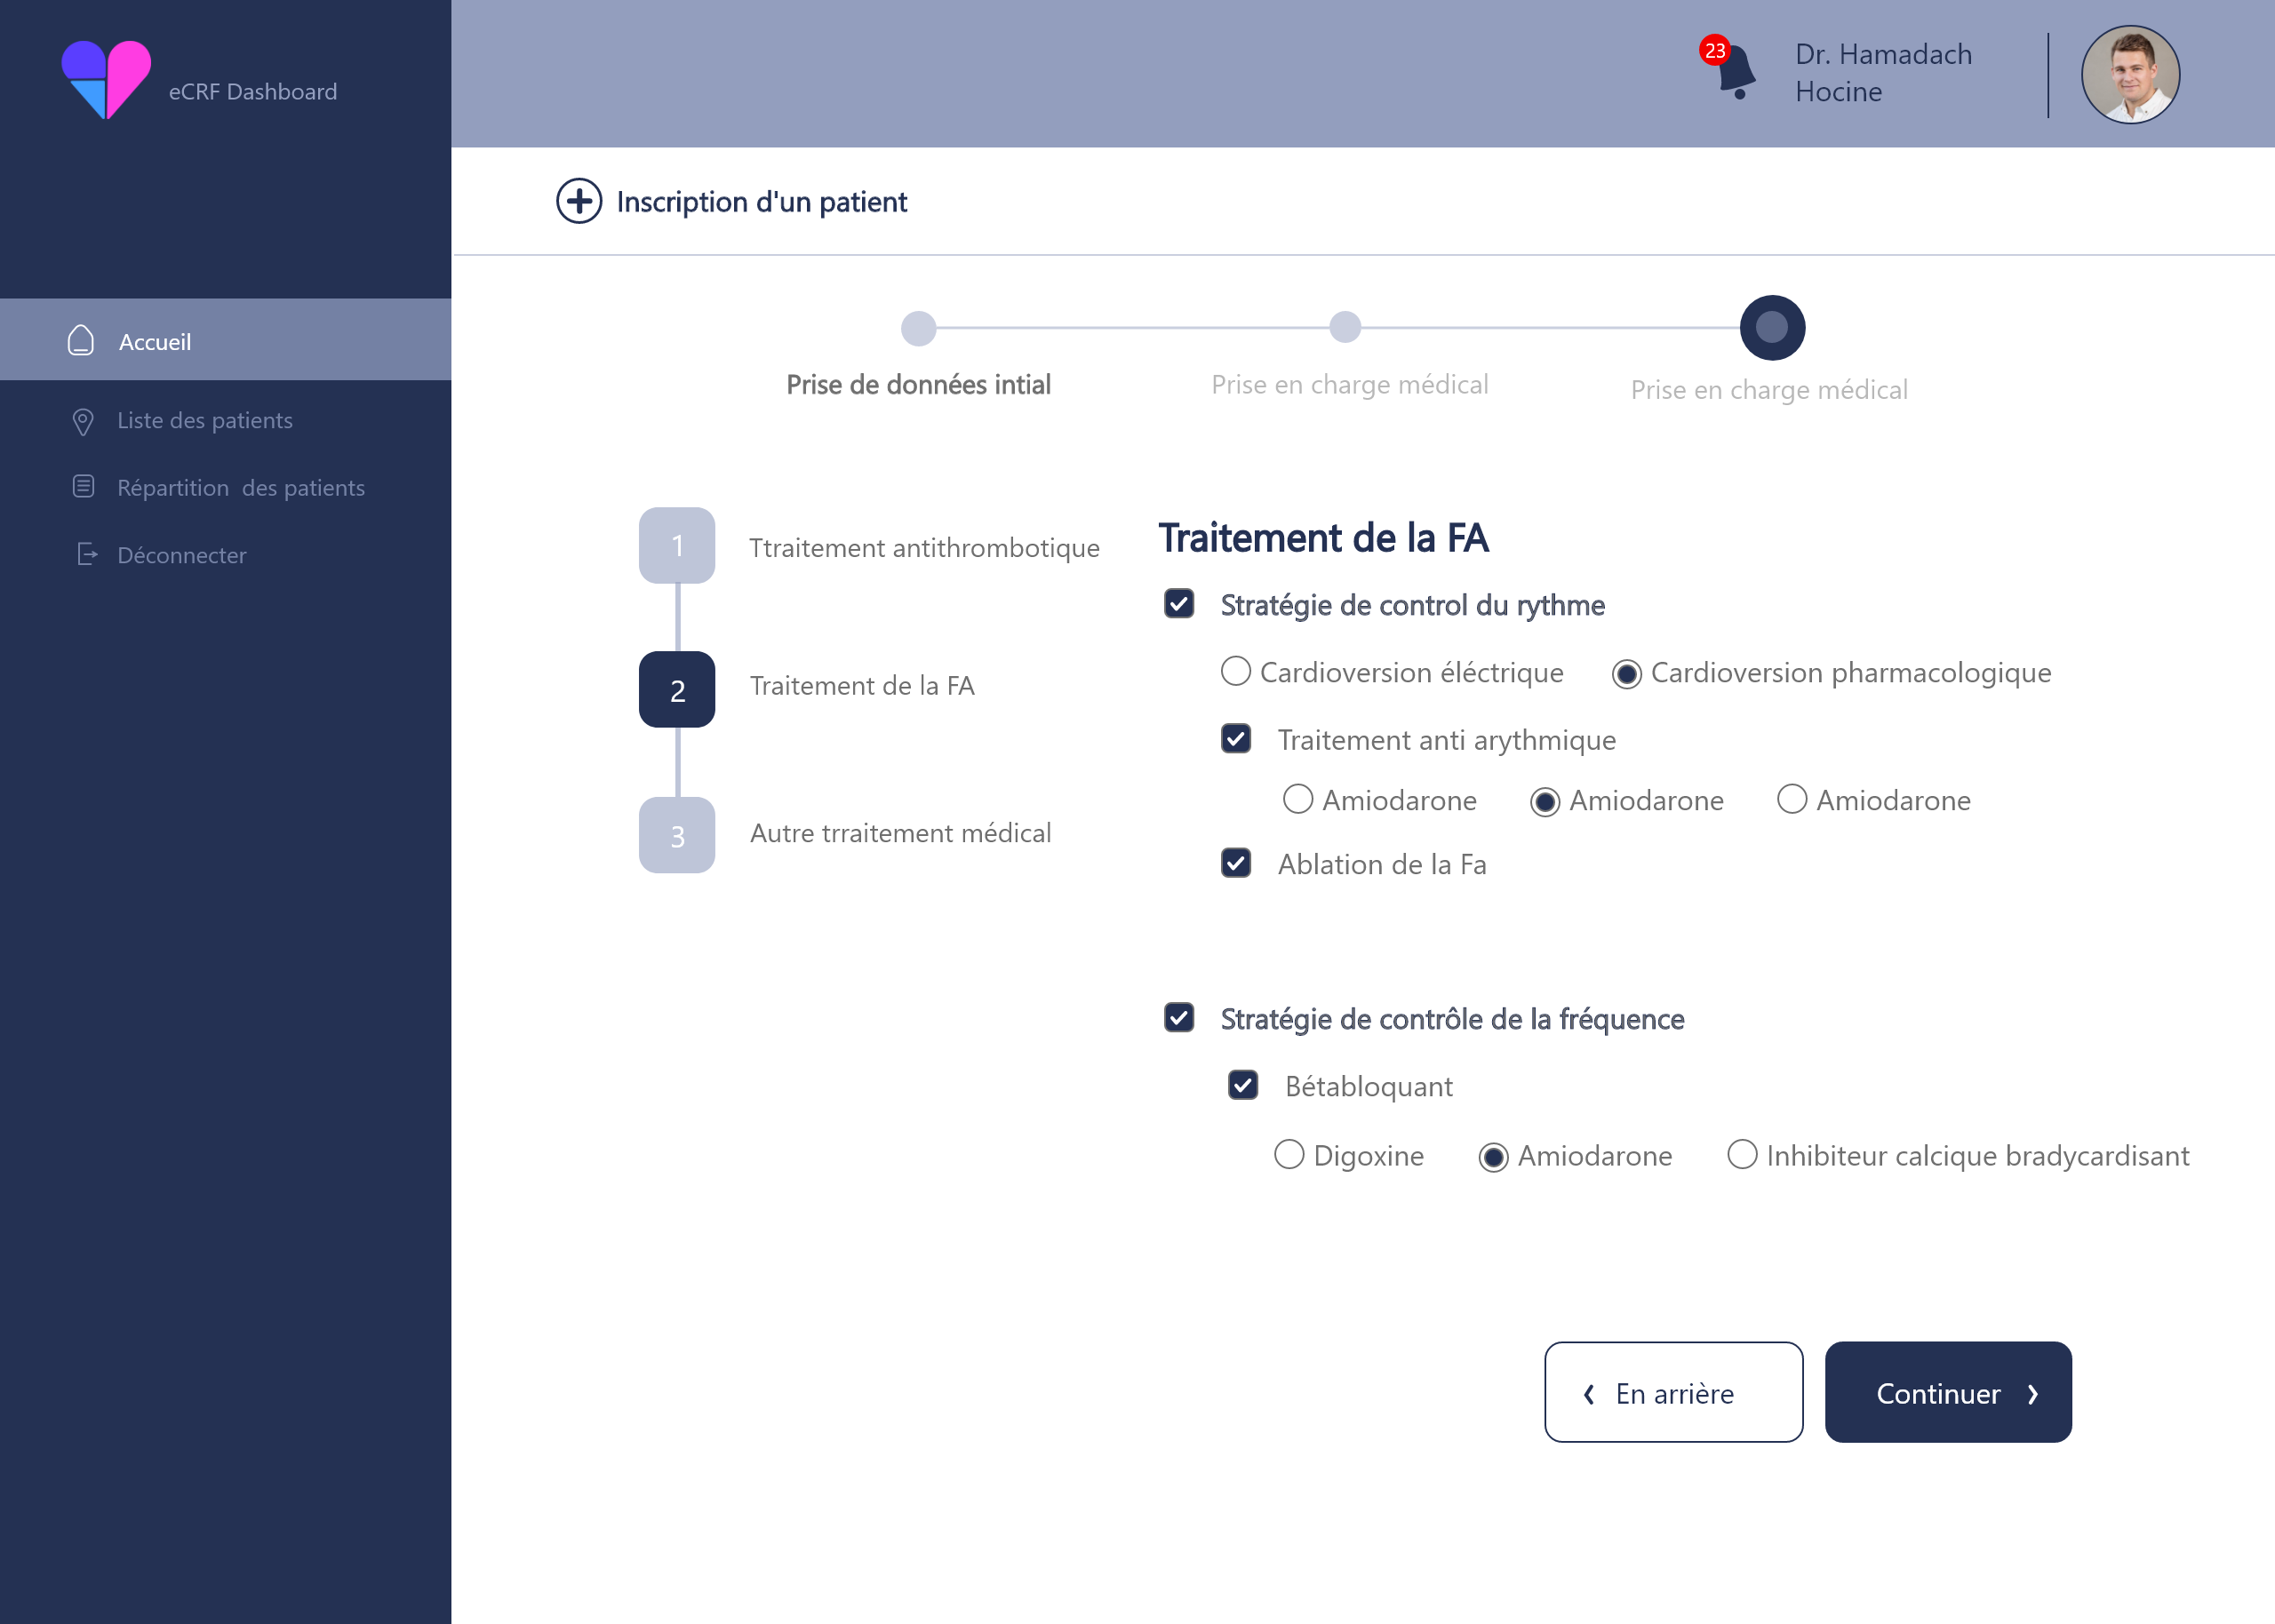 eCRF Dashboard
23
Dr. Hamadach
Hocine
Inscription d'un patient
Accueil
Liste des patients
Répartition des patients
Déconnecter
Prise de données intial
Prise en charge médical
Prise en charge médical
1
Ttraitement antithrombotique
2
Traitement de la FA
3
Autre trraitement médical
Traitement de la FA
Stratégie de control du rythme
Cardioversion éléctrique
Cardioversion pharmacologique
Traitement anti arythmique
Amiodarone
Amiodarone
Amiodarone
Ablation de la Fa
Stratégie de contrôle de la fréquence
Bétabloquant
Digoxine
Amiodarone
Inhibiteur calcique bradycardisant
En arrière
Continuer